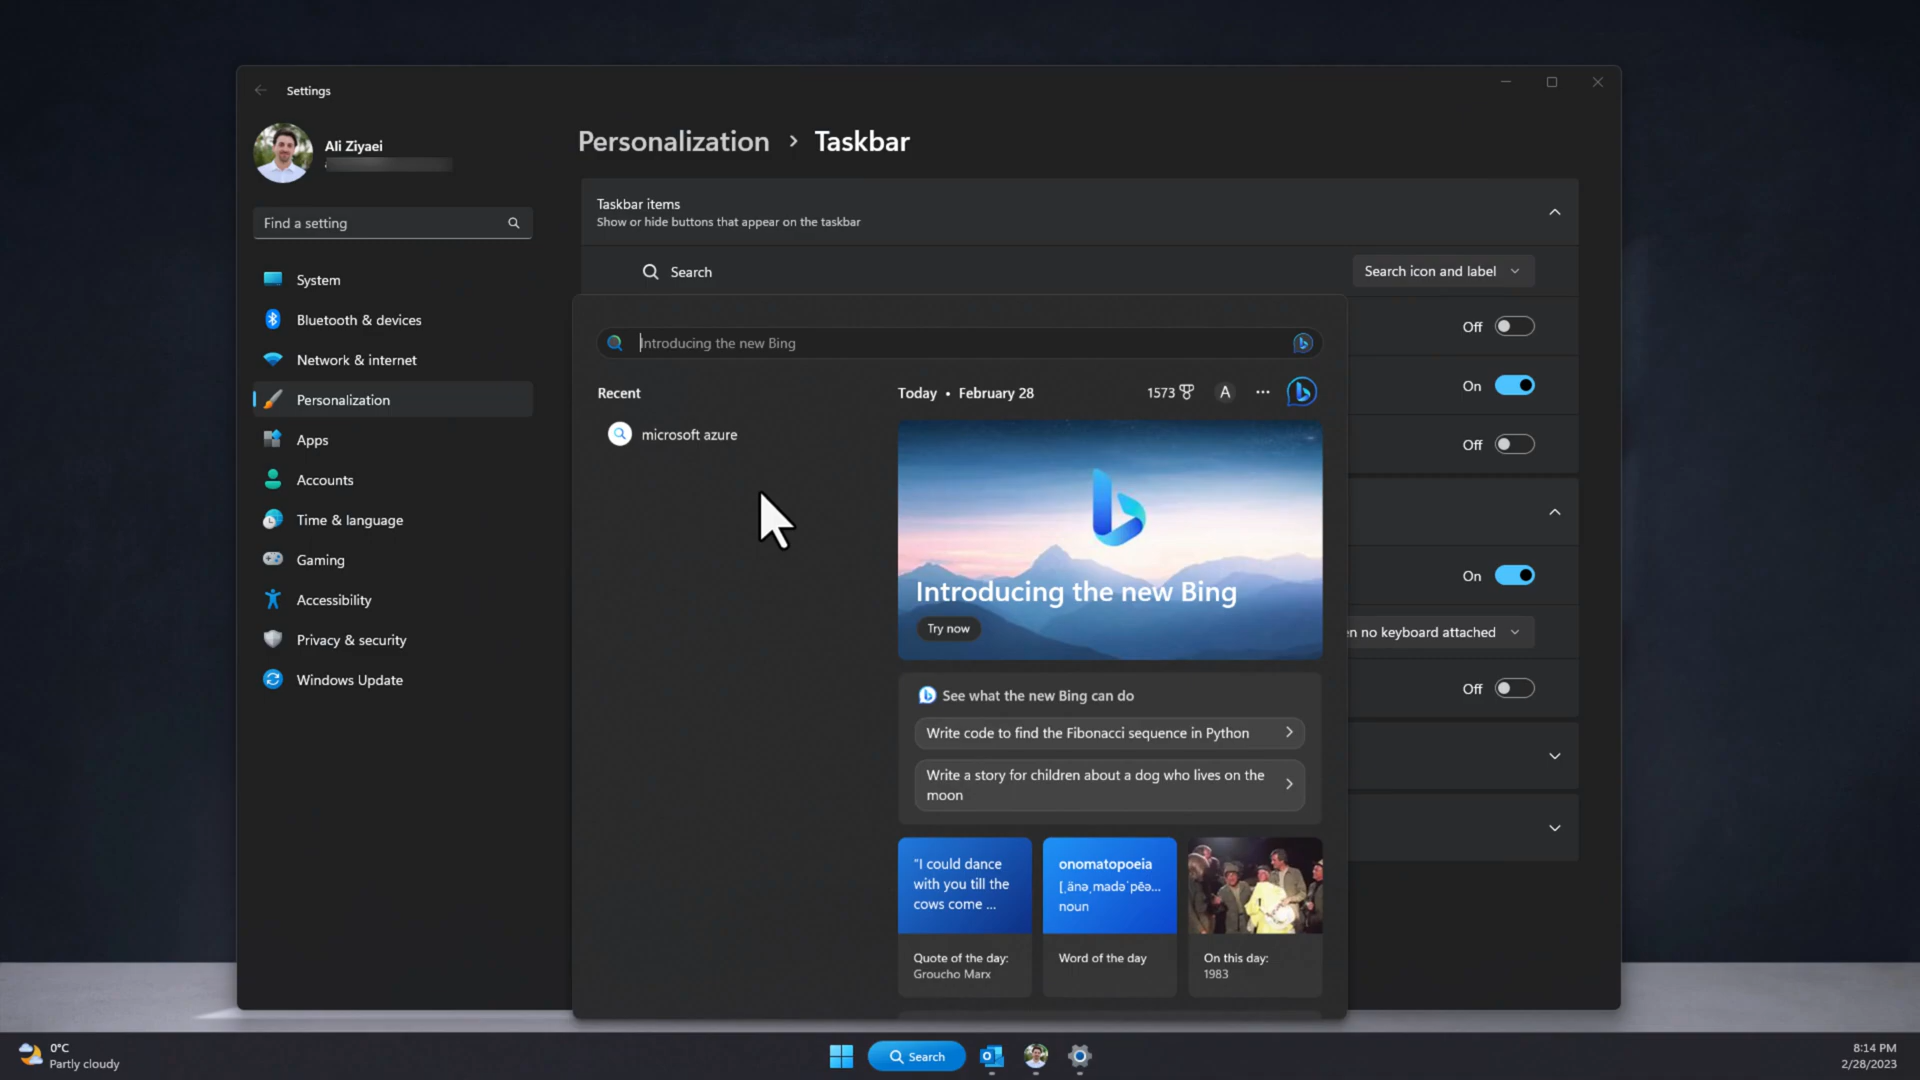 Settings
Ali Ziyaei
Find a setting
System
Bluetooth & devices
Network & internet
Personalization
Apps
Accounts
Time & language
Gaming
Accessibility
Privacy & security
Windows Update
Personalization > Taskbar
Taskbar items
Show or hide buttons that appear on the taskbar
Search
Search icon and label
Off
On
Off
On
en no keyboard attached
Off
Introducing the new Bing
Recent
microsoft azure
Today • February 28
1573
A
Introducing the new Bing
Try now
See what the new Bing can do
Write code to find the Fibonacci sequence in Python
Write a story for children about a dog who lives on the
moon
"I could dance
with you till the
cows come ...
Quote of the day:
Groucho Marx
onomatopoeia
[ˌänəˌmadəˈpēə...
noun
Word of the day
On this day:
1983
0°C
Partly cloudy
Search
8:14 PM
2/28/2023